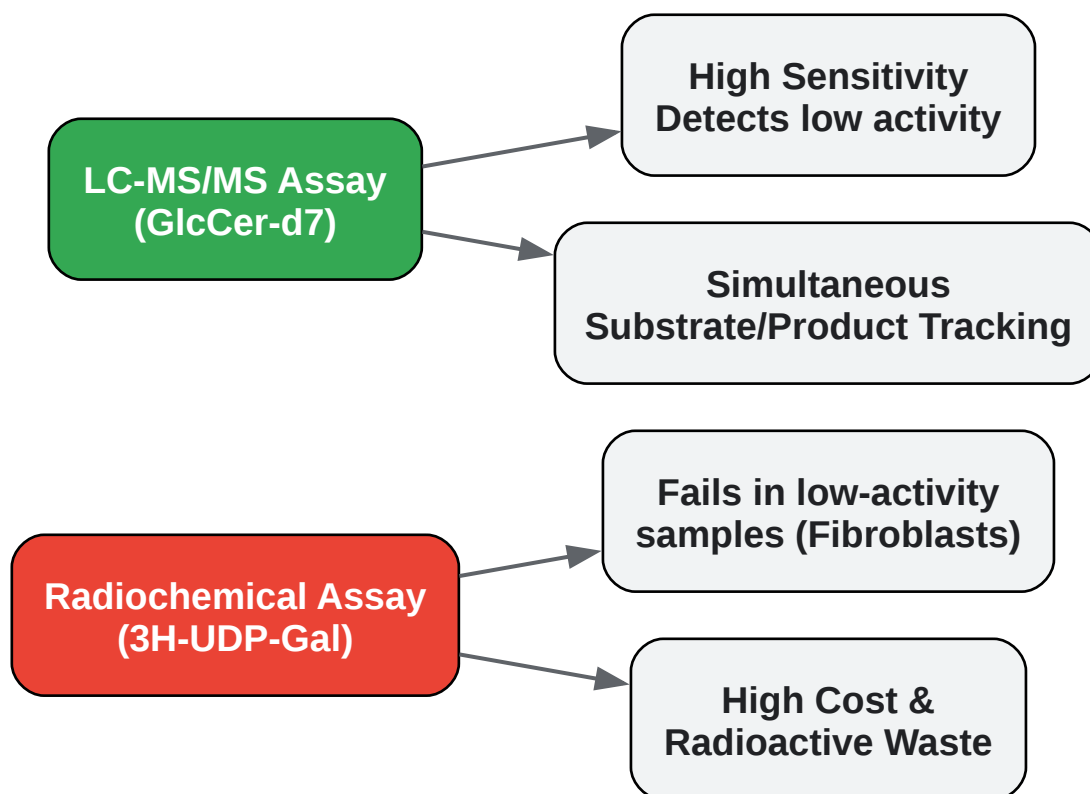 High Sensitivity
Detects low activity
LC-MS/MS Assay
(GlcCer-d7)
Simultaneous
Substrate/Product Tracking
Fails in low-activity
samples (Fibroblasts)
Radiochemical Assay
(3H-UDP-Gal)
High Cost &
Radioactive Waste